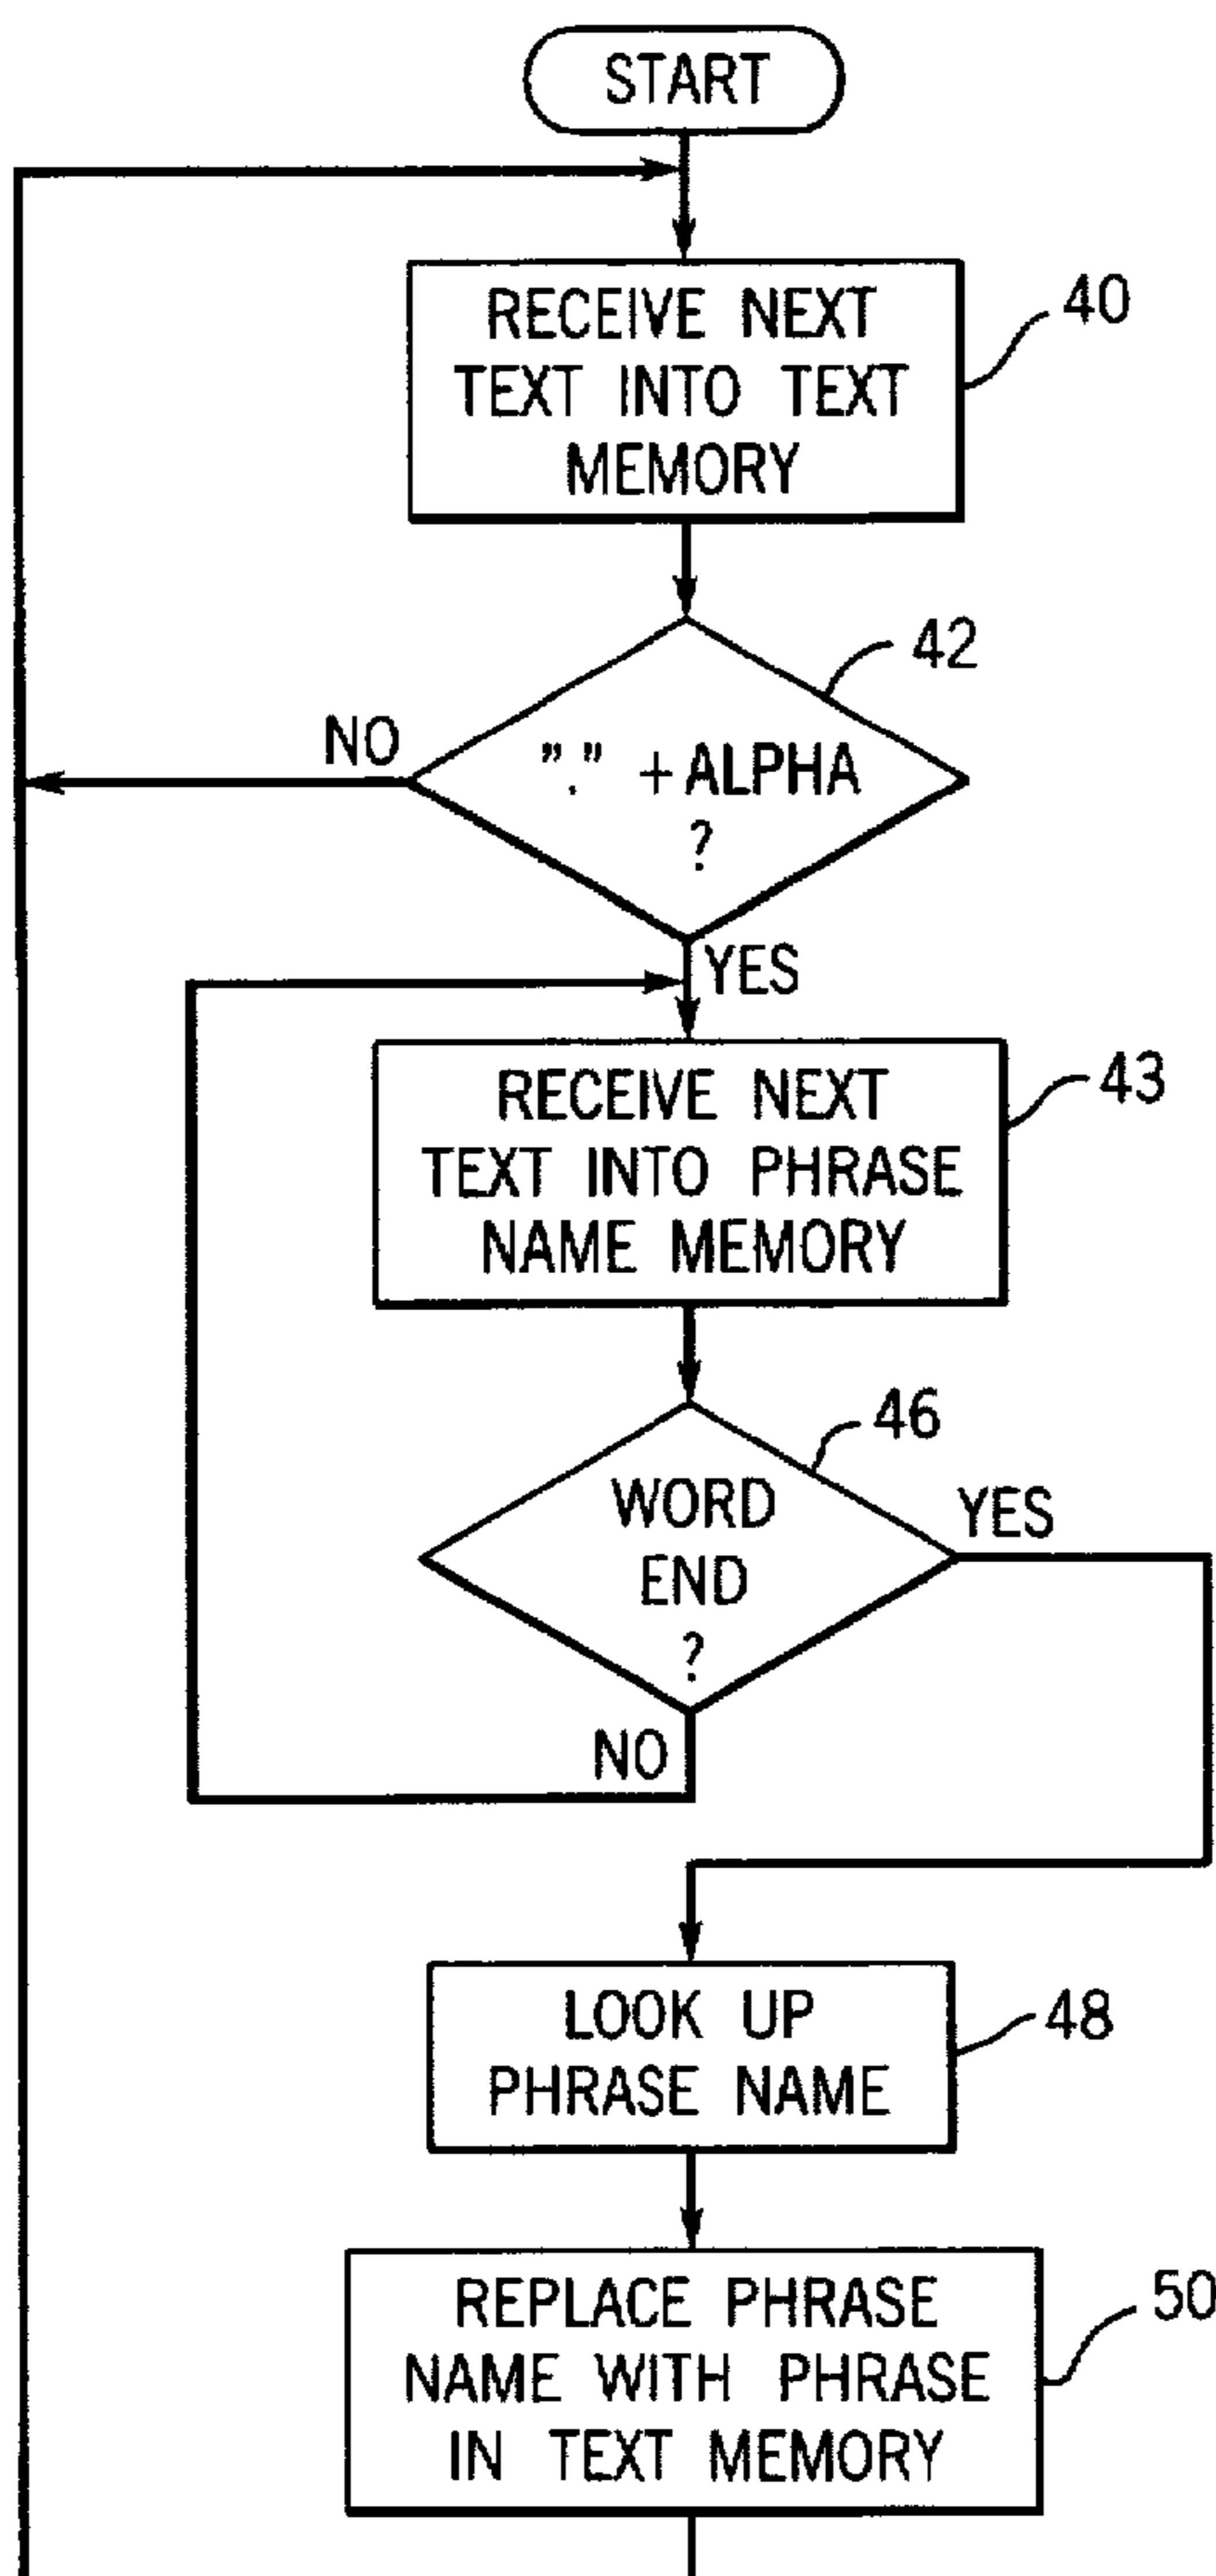 START
RECEIVE NEXT
TEXT INTO TEXT
MEMORY
40
42
NO
"." + ALPHA
?
YES
RECEIVE NEXT
TEXT INTO PHRASE
NAME MEMORY
43
46
WORD
END
?
YES
NO
LOOK UP
PHRASE NAME
48
REPLACE PHRASE
NAME WITH PHRASE
IN TEXT MEMORY
50